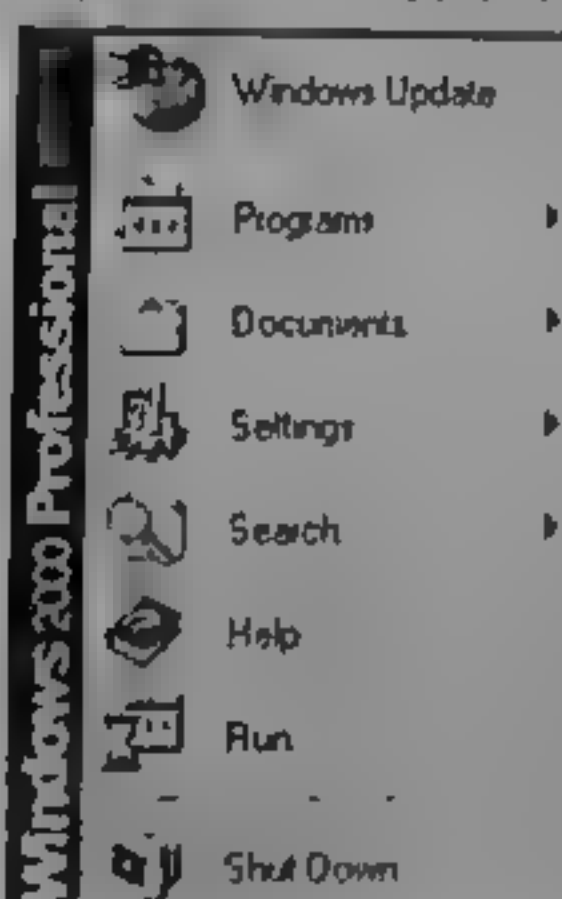 Windows Update
Programs
Documents
Settings
Search
Help
Run
Shut Down
Windows 2000 Professional